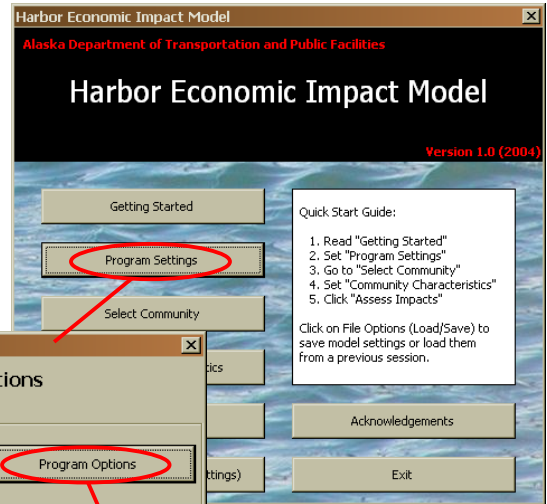 Harbor Economic Impact Model
Alaska Department of Transportation and Public Facilities
Harbor Economic Impact Model
Version 1.0 (2004)
Getting Started
Program Settings
Select Community
Quick Start Guide:
1. Read "Getting Started"
2. Set "Program Settings"
3. Go to "Select Community"
4. Set "Community Characteristics"
5. Click "Assess Impacts"
Click on File Options (Load/Save) to
save model settings or load them
from a previous session.
Acknowledgements
Exit
Program Options